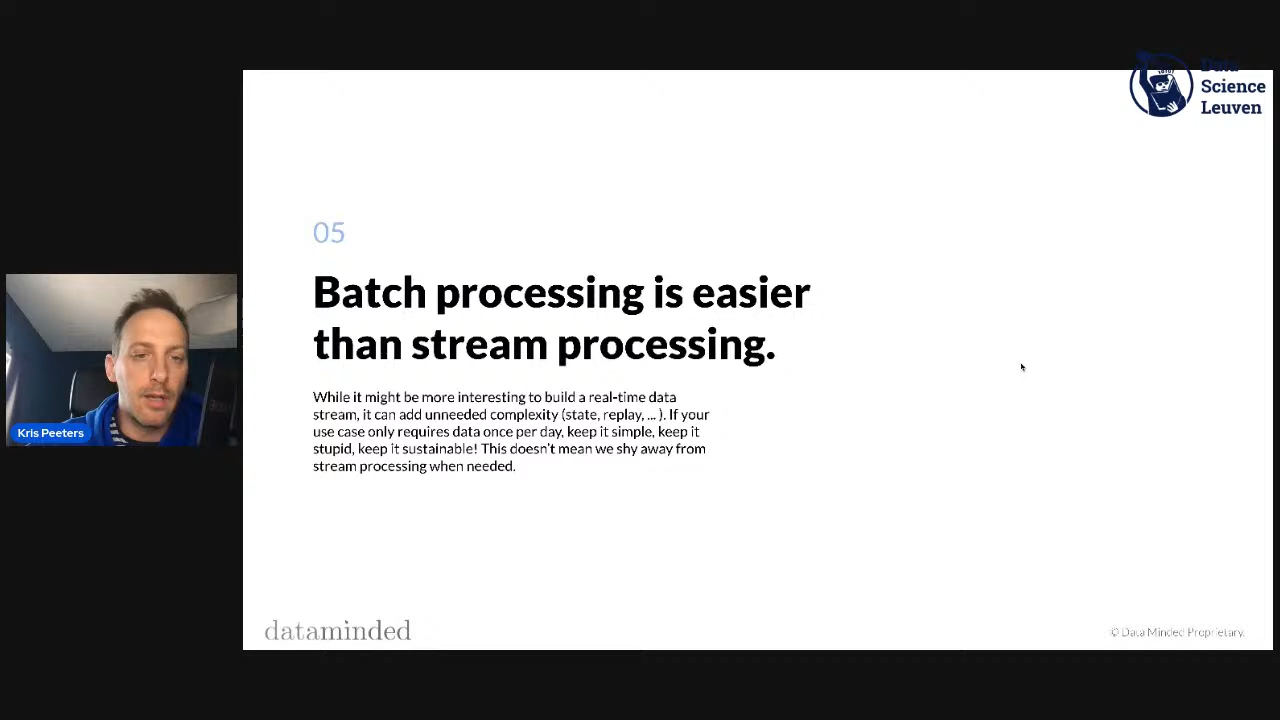 Data
Science
Leuven
05
Batch processing is easier
than stream processing.
While it might be more interesting to build a real-time data
stream, it can add unneeded complexity (state, replay, ... ). If your
use case only requires data once per day, keep it simple, keep it
stupid, keep it sustainable! This doesn't mean we shy away from
stream processing when needed.
Kris Peeters
dataminded
© Data Minded Proprietary.